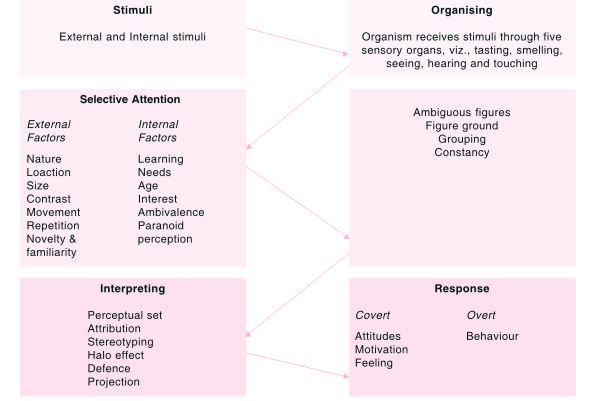 Stimuli
External and Internal stimuli
Organising
Organism receives stimuli through five
sensory organs, viz., tasting, smelling,
seeing, hearing and touching
Selective Attention
External
Factors
Nature
Loaction
Size
Contrast
Movement
Repetition
Novelty &
familiarity
Internal
Factors
Learning
Needs
Age
Interest
Ambivalence
Paranoid
perception
Ambiguous figures
Figure ground
Grouping
Constancy
Interpreting
Perceptual set
Attribution
Stereotyping
Halo effect
Defence
Projection
Response
Covert
Attitudes
Motivation
Feeling
Overt
Behaviour